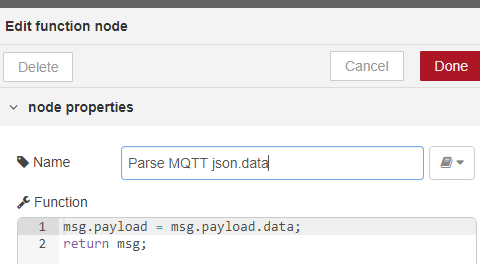 Edit function node
Delete
Cancel
Done
node properties
Name
Parse MQTT json.data
Function
1 msg.payload = msg.payload.data;
2 return msg;